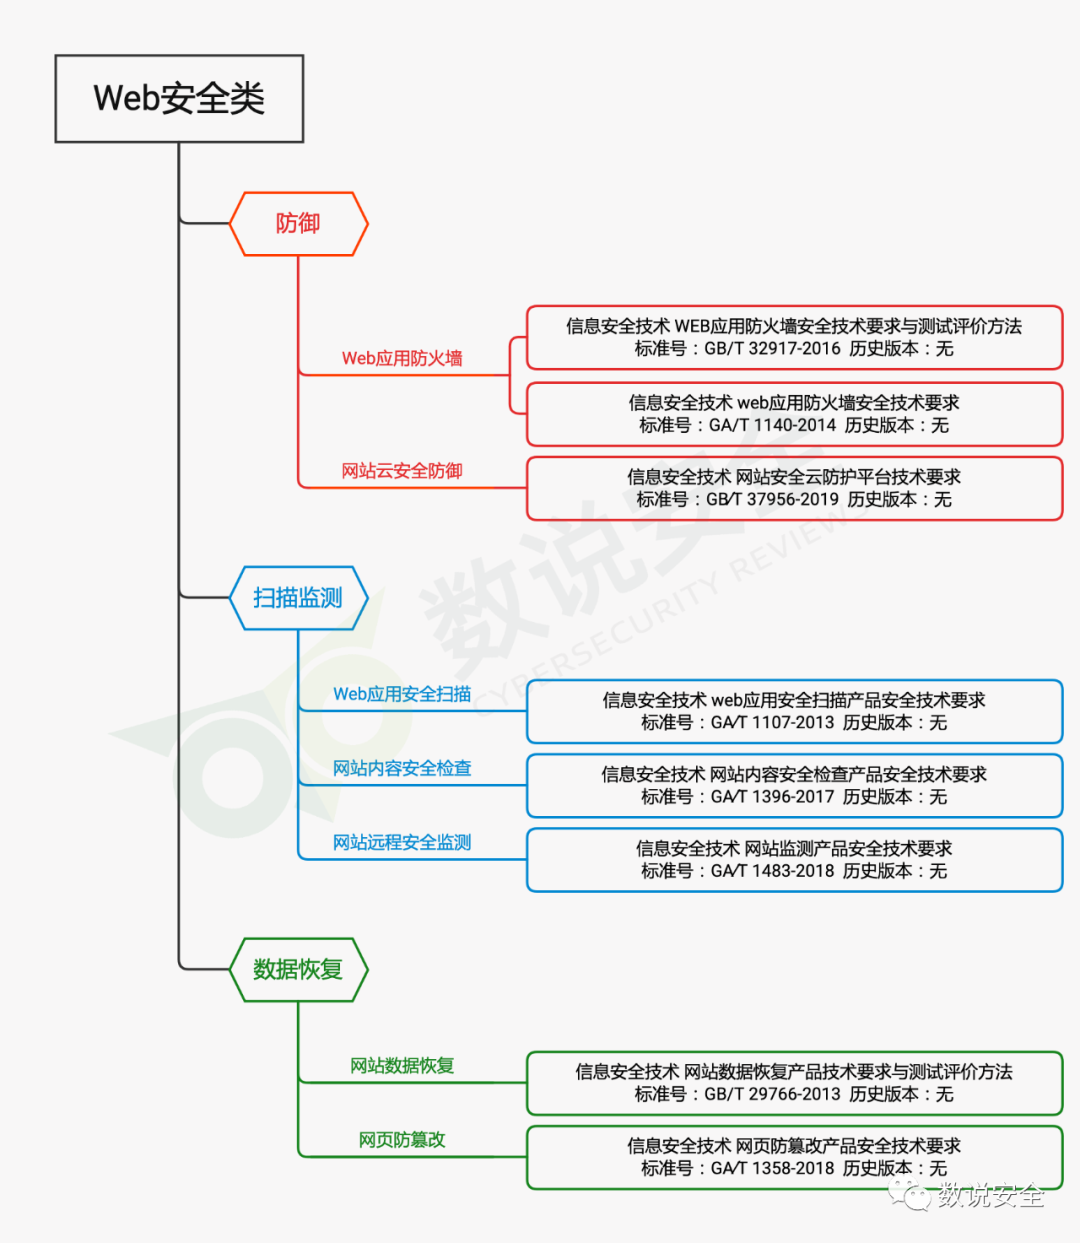 Web安全类
防御
Web应用防火墙
信息安全技术 WEB应用防火墙安全技术要求与测试评价方法
标准号：GB/T 32917-2016 历史版本：无
信息安全技术 web应用防火墙安全技术要求
标准号：GA/T 1140-2014 历史版本：无
网站云安全防御
信息安全技术 网站安全云防护平台技术要求
标准号：GB/T 37956-2019 历史版本：无
扫描监测
Web应用安全扫描
信息安全技术 web应用安全扫描产品安全技术要求
标准号：GA/T 1107-2013 历史版本：无
网站内容安全检查
信息安全技术 网站内容安全检查产品安全技术要求
标准号：GA/T 1396-2017 历史版本：无
网站远程安全监测
信息安全技术 网站监测产品安全技术要求
标准号：GA/T 1483-2018 历史版本：无
数据恢复
网站数据恢复
信息安全技术 网站数据恢复产品技术要求与测试评价方法
标准号：GB/T 29766-2013 历史版本：无
网页防篡改
信息安全技术 网页防篡改产品安全技术要求
标准号：GA/T 1358-2018 历史版本：无
数说安全
CYBERSECURITY REVIEWS
数说安全